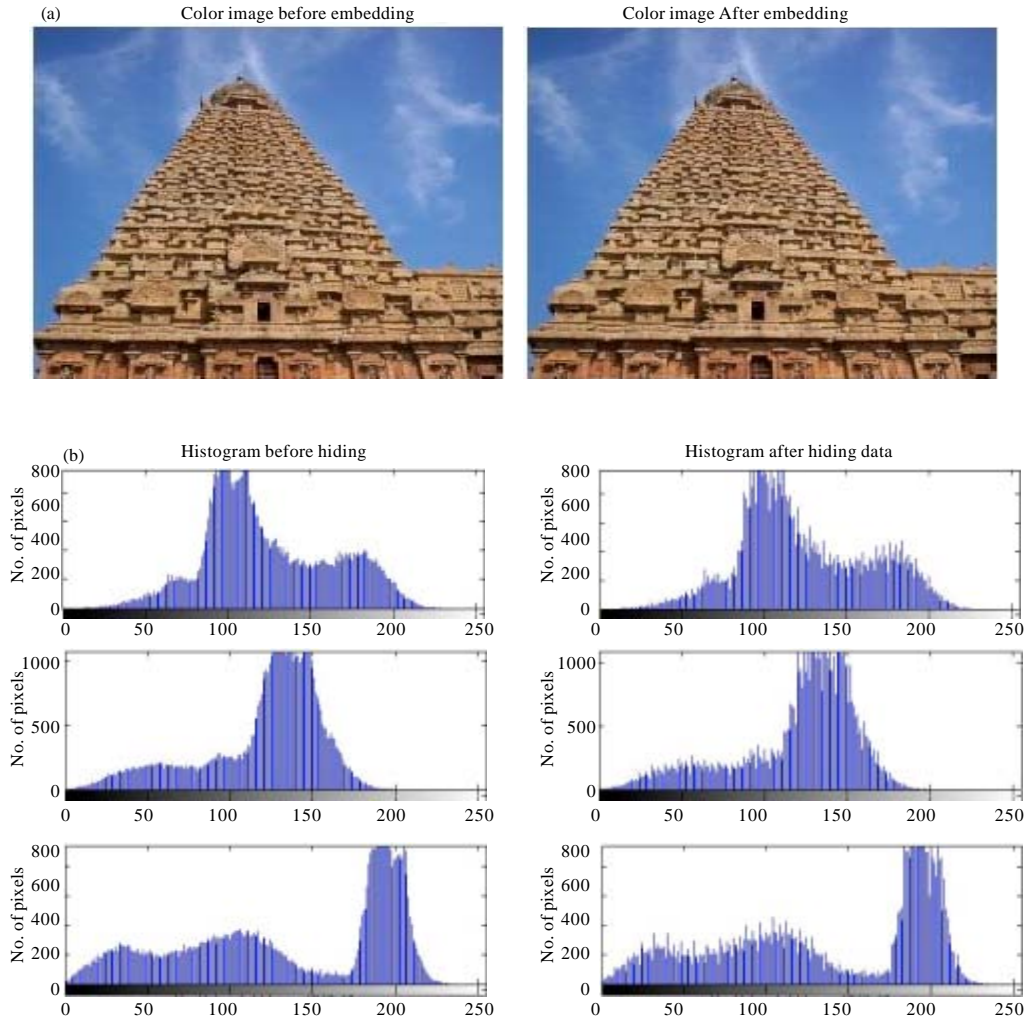 (a) Color image before embedding Color image After embedding
(b) Histogram before hiding Histogram after hiding data
No. of pixels
800
600
400
200
0
0 50 100 150 200 250
No. of pixels
800
600
400
200
0
0 50 100 150 200 250
No. of pixels
1000
500
0
0 50 100 150 200 250
No. of pixels
1000
500
0
0 50 100 150 200 250
No. of pixels
800
600
400
200
0
0 50 100 150 200 250
No. of pixels
800
600
400
200
0
0 50 100 150 200 250